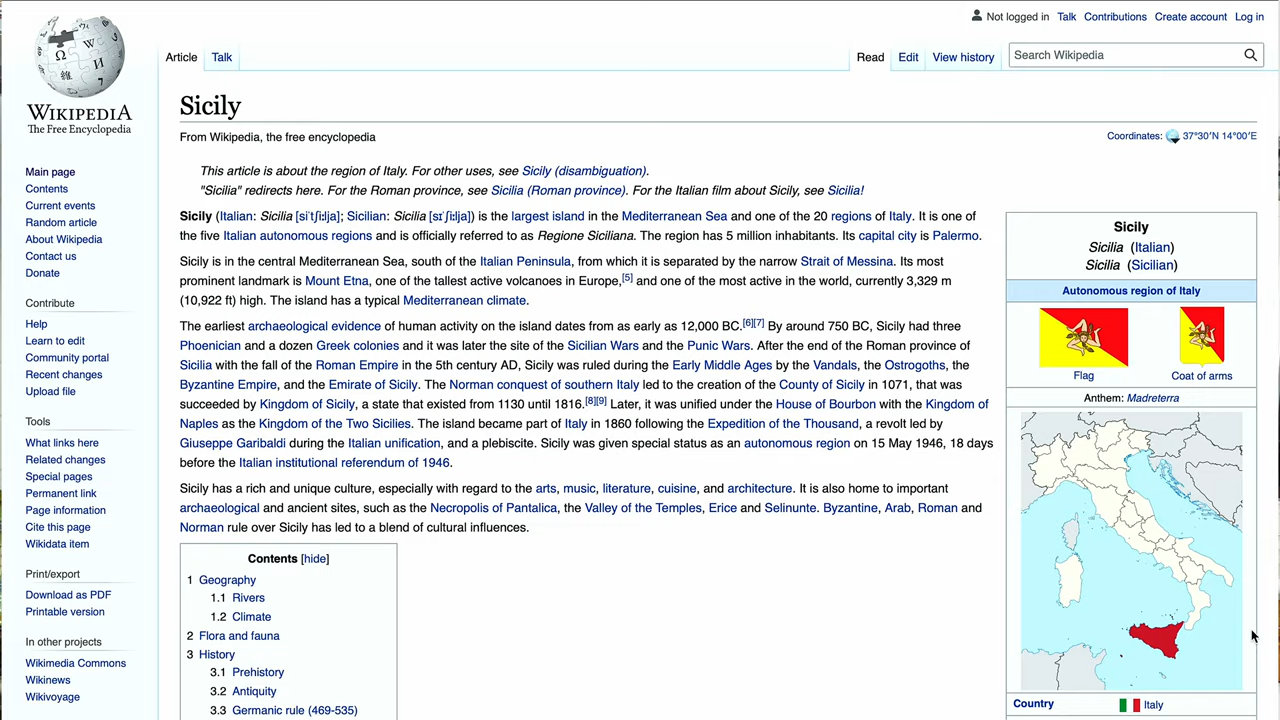 Not logged in Talk Contributions Create account Log in
Article Talk Read Edit View history Search Wikipedia
WIKIPEDIA
The Free Encyclopedia
Main page
Contents
Current events
Random article
About Wikipedia
Contact us
Donate
Contribute
Help
Learn to edit
Community portal
Recent changes
Upload file
Tools
What links here
Related changes
Special pages
Permanent link
Page information
Cite this page
Wikidata item
Print/export
Download as PDF
Printable version
In other projects
Wikimedia Commons
Wikinews
Wikivoyage
Sicily
From Wikipedia, the free encyclopedia
Coordinates: 37°30′N 14°00′E
This article is about the region of Italy. For other uses, see Sicily (disambiguation).
"Sicilia" redirects here. For the Roman province, see Sicilia (Roman province). For the Italian film about Sicily, see Sicilia!
Sicily (Italian: Sicilia [siˈtʃiːlja]; Sicilian: Sicilia [sɪˈʃiːlja]) is the largest island in the Mediterranean Sea and one of the 20 regions of Italy. It is one of
the five Italian autonomous regions and is officially referred to as Regione Siciliana. The region has 5 million inhabitants. Its capital city is Palermo.
Sicily is in the central Mediterranean Sea, south of the Italian Peninsula, from which it is separated by the narrow Strait of Messina. Its most
prominent landmark is Mount Etna, one of the tallest active volcanoes in Europe,[5] and one of the most active in the world, currently 3,329 m
(10,922 ft) high. The island has a typical Mediterranean climate.
The earliest archaeological evidence of human activity on the island dates from as early as 12,000 BC.[6][7] By around 750 BC, Sicily had three
Phoenician and a dozen Greek colonies and it was later the site of the Sicilian Wars and the Punic Wars. After the end of the Roman province of
Sicilia with the fall of the Roman Empire in the 5th century AD, Sicily was ruled during the Early Middle Ages by the Vandals, the Ostrogoths, the
Byzantine Empire, and the Emirate of Sicily. The Norman conquest of southern Italy led to the creation of the County of Sicily in 1071, that was
succeeded by Kingdom of Sicily, a state that existed from 1130 until 1816.[8][9] Later, it was unified under the House of Bourbon with the Kingdom of
Naples as the Kingdom of the Two Sicilies. The island became part of Italy in 1860 following the Expedition of the Thousand, a revolt led by
Giuseppe Garibaldi during the Italian unification, and a plebiscite. Sicily was given special status as an autonomous region on 15 May 1946, 18 days
before the Italian institutional referendum of 1946.
Sicily has a rich and unique culture, especially with regard to the arts, music, literature, cuisine, and architecture. It is also home to important
archaeological and ancient sites, such as the Necropolis of Pantalica, the Valley of the Temples, Erice and Selinunte. Byzantine, Arab, Roman and
Norman rule over Sicily has led to a blend of cultural influences.
Contents [hide]
1 Geography
1.1 Rivers
1.2 Climate
2 Flora and fauna
3 History
3.1 Prehistory
3.2 Antiquity
3.3 Germanic rule (469-535)
Sicily
Sicilia (Italian)
Sicilia (Sicilian)
Autonomous region of Italy
Flag Coat of arms
Anthem: Madreterra
Country Italy